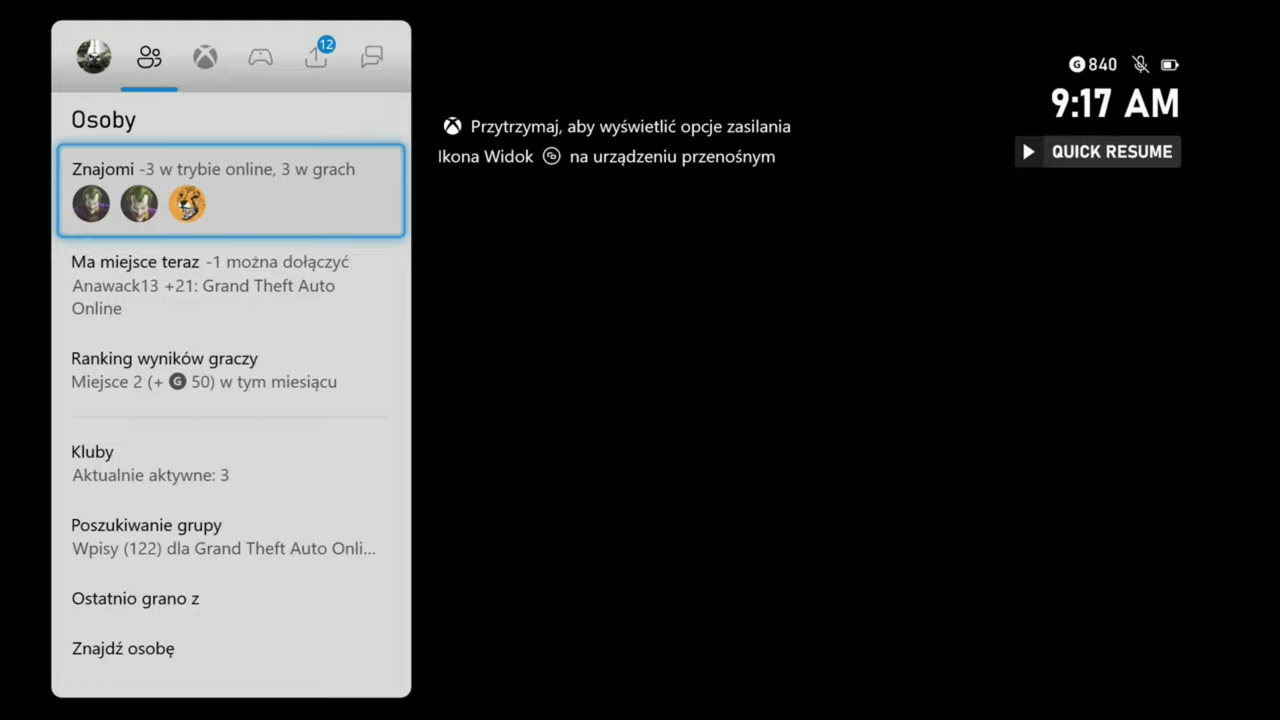 12
Osoby
Znajomi -3 w trybie online, 3 w grach
Ma miejsce teraz -1 można dołączyć
Anawack13 +21: Grand Theft Auto
Online
Ranking wyników graczy
Miejsce 2 (+ G 50) w tym miesiącu
Kluby
Aktualnie aktywne: 3
Poszukiwanie grupy
Wpisy (122) dla Grand Theft Auto Onli...
Ostatnio grano z
Znajdź osobę
Przytrzymaj, aby wyświetlić opcje zasilania
Ikona Widok na urządzeniu przenośnym
G 840
9:17 AM
QUICK RESUME